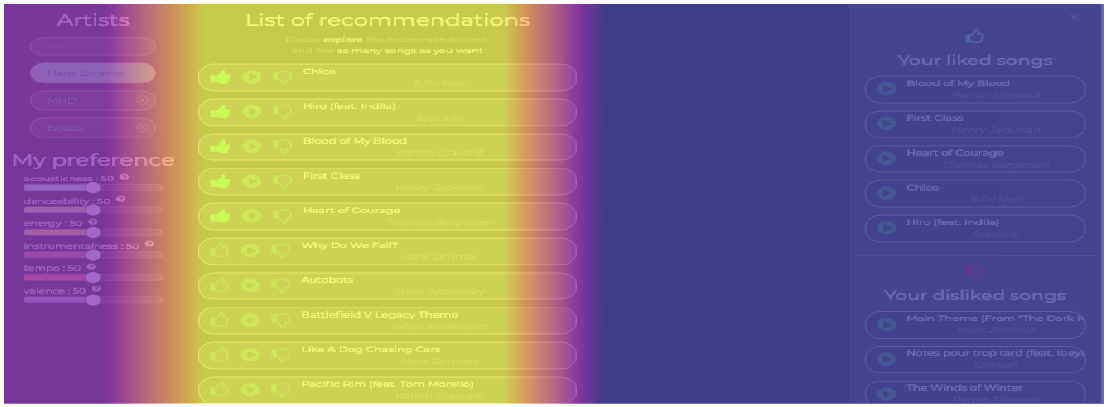 Artists
Hans Zimmer
MHD
Booba
My preference
acousticness : 50 ?
danceability : 50 ?
energy : 50 ?
instrumentalness : 50 ?
tempo : 50 ?
valence : 50 ?
List of recommendations
Please explore the recommendations
and like as many songs as you want
Chico
Hiro (feat. Indila)
Soprano
Blood of My Blood
Ramin Djawadi
First Class
Henry Jackman
Heart of Courage
Thomas Bergersen
Why Do We Fall?
Hans Zimmer
Autobots
Steve Jablonsky
Battlefield V Legacy Theme
Johan Söderqvist
Like A Dog Chasing Cars
Hans Zimmer
Pacific Rim (feat. Tom Morello)
Ramin Djawadi
Your liked songs
Blood of My Blood
Ramin Djawadi
First Class
Henry Jackman
Heart of Courage
Thomas Bergersen
Chico
Hiro (feat. Indila)
Soprano
Your disliked songs
Main Theme (From "The Dark K
Hans Zimmer
Notes pour trop tard (feat. Ibeyi
Orelsan
The Winds of Winter
Ramin Djawadi